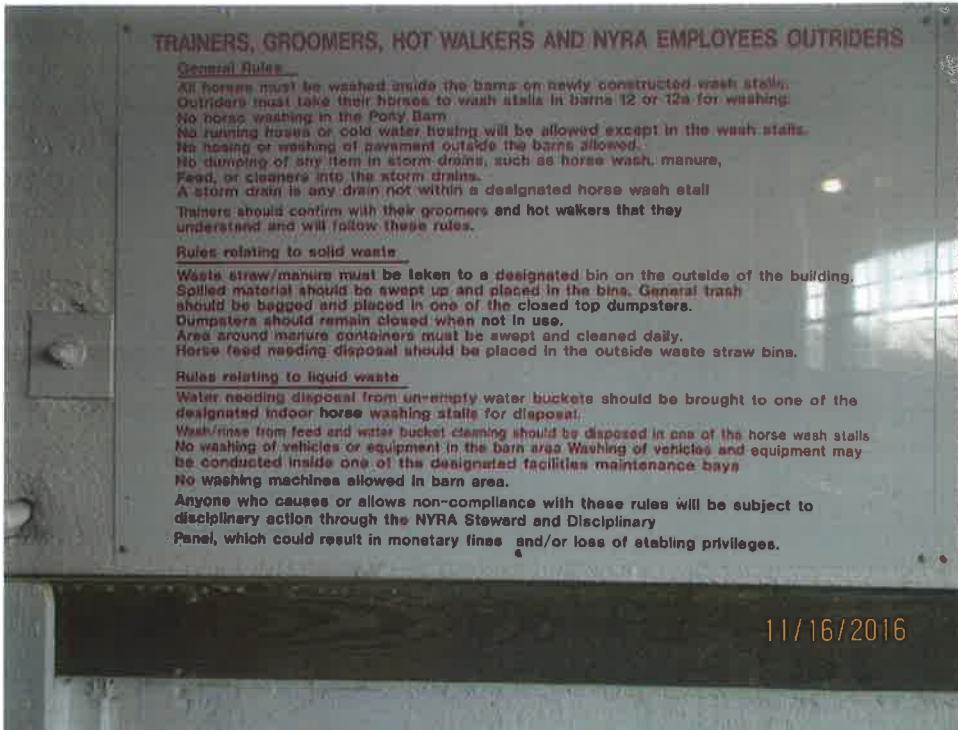 TRAINERS, GROOMERS, HOT WALKERS AND NYRA EMPLOYEES OUTRIDERS
General Rules
All horses must be washed inside the barns on newly constructed wash stalls.
Outriders must take their horses to wash stalls in barns 12 or 12a for washing.
No horse washing in the Pony Barn
No running hoses or cold water hosing will be allowed except in the wash stalls.
No hosing or washing of pavement outside the barns allowed.
No dumping of any item in storm drains, such as horse wash, manure,
Feed, or cleaners into the storm drains.
A storm drain is any drain not within a designated horse wash stall
Trainers should confirm with their groomers and hot walkers that they
understand and will follow these rules.
Rules relating to solid waste
Waste straw/manure must be taken to a designated bin on the outside of the building.
Spilled material should be swept up and placed in the bins. General trash
should be bagged and placed in one of the closed top dumpsters.
Dumpsters should remain closed when not in use.
Area around manure containers must be swept and cleaned daily.
Horse feed needing disposal should be placed in the outside waste straw bins.
Rules relating to liquid waste
Water needing disposal from un-empty water buckets should be brought to one of the
designated indoor horse washing stalls for disposal.
Wash/rinse from feed and water bucket cleaning should be disposed in one of the horse wash stalls
No washing of vehicles or equipment in the barn area Washing of vehicles and equipment may
be conducted inside one of the designated facilities maintenance bays
No washing machines allowed in barn area.
Anyone who causes or allows non-compliance with these rules will be subject to
disciplinary action through the NYRA Steward and Disciplinary
Panel, which could result in monetary fines and/or loss of stabling privileges.
11/16/2016